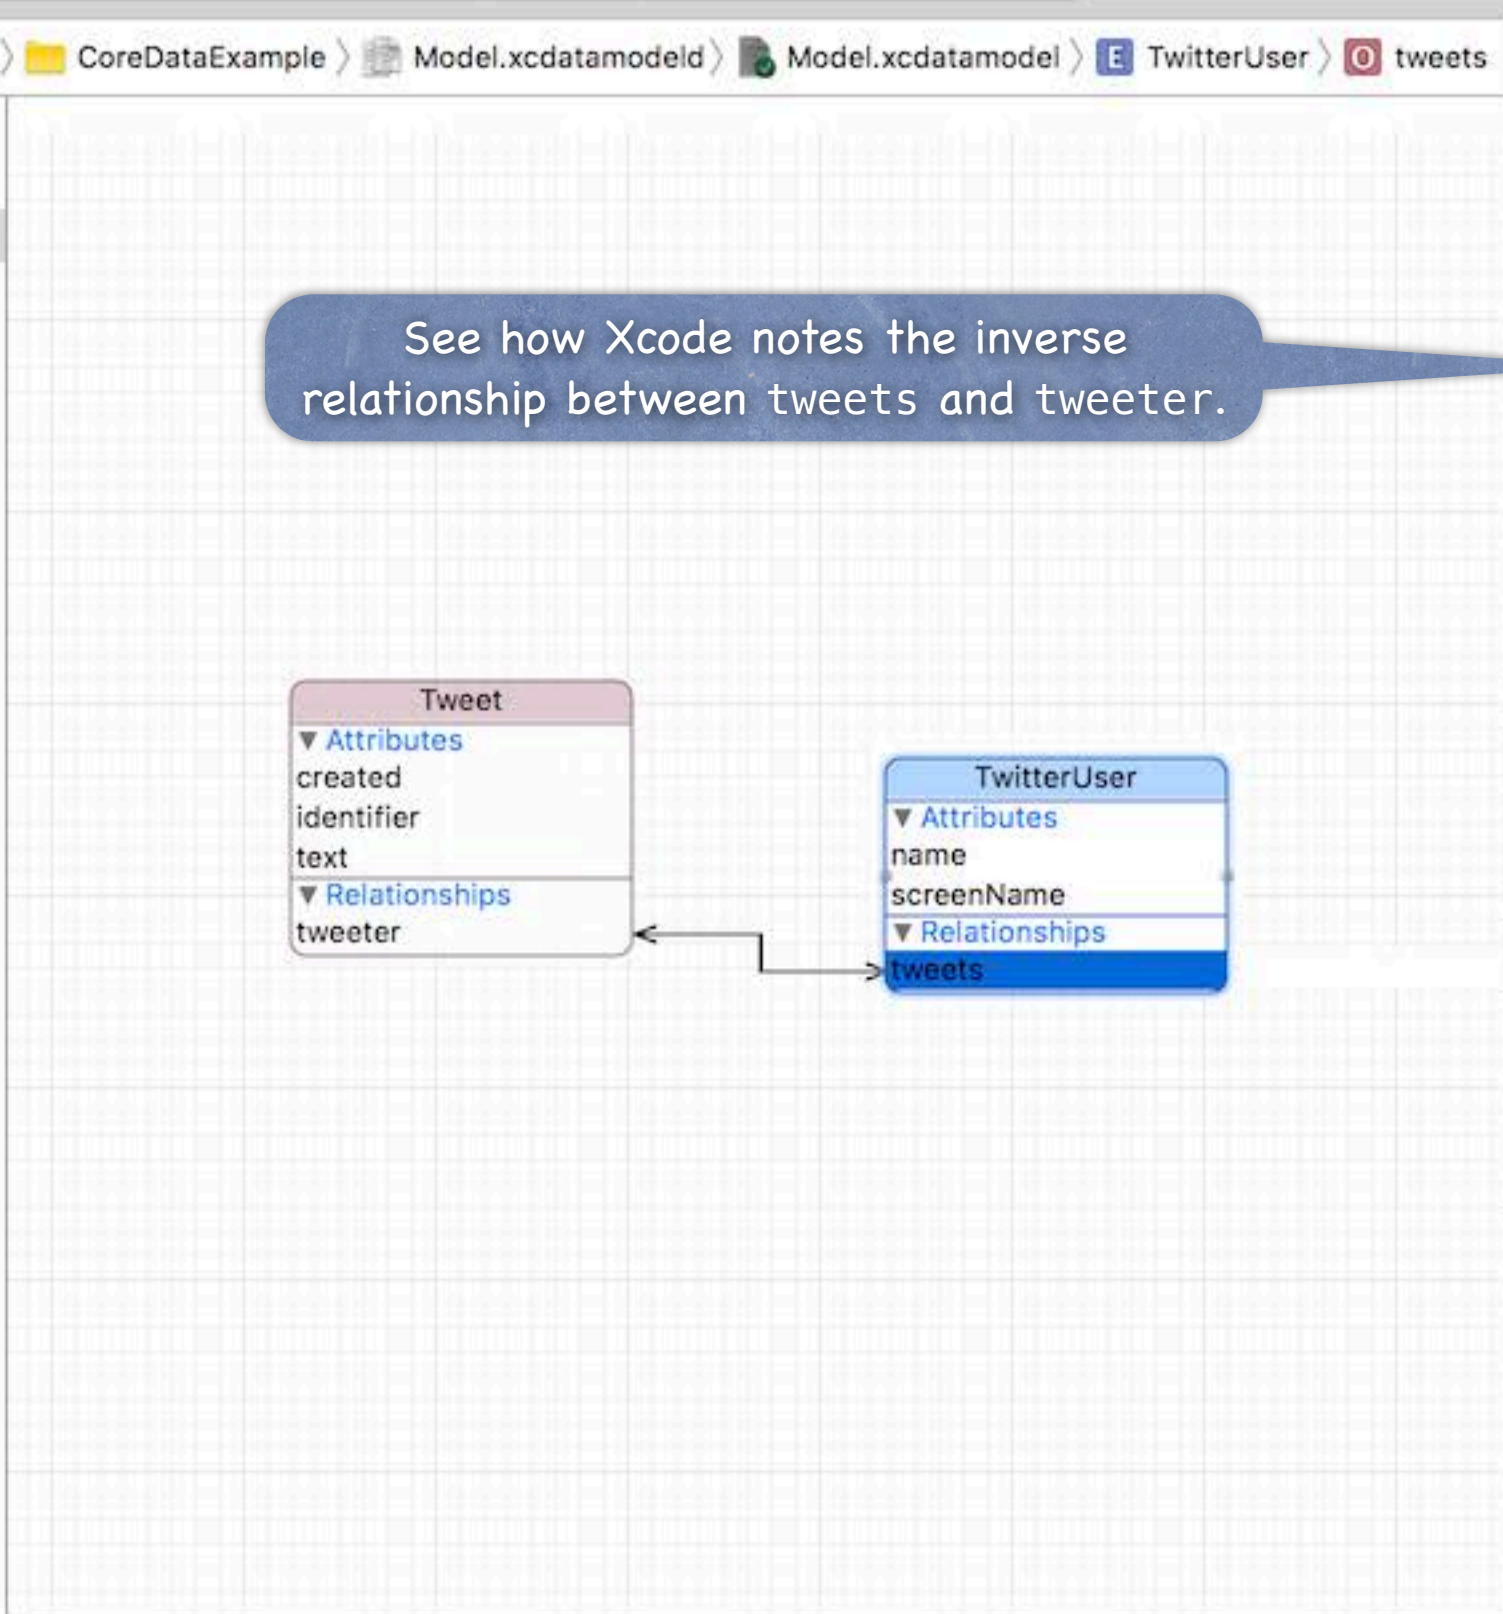 CoreDataExample Model.xcdatamodeld Model.xcdatamodel E TwitterUser O tweets
See how Xcode notes the inverse
relationship between tweets and tweeter.
Tweet
Attributes
created
identifier
text
Relationships
tweeter
TwitterUser
Attributes
name
screenName
Relationships
tweets